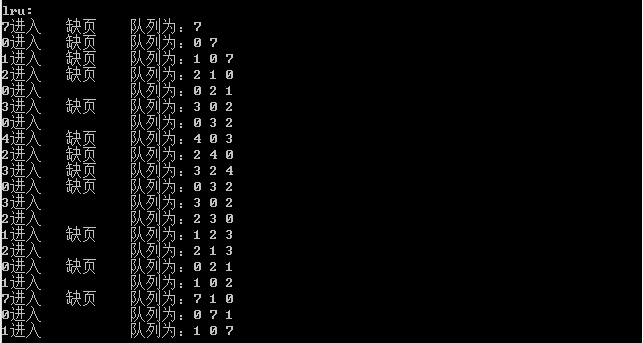 lru:
7进入 缺页 队列为：7
0进入 缺页 队列为：0 7
1进入 缺页 队列为：1 0 7
2进入 缺页 队列为：2 1 0
0进入 队列为：0 2 1
3进入 缺页 队列为：3 0 2
0进入 队列为：0 3 2
4进入 缺页 队列为：4 0 3
2进入 缺页 队列为：2 4 0
3进入 缺页 队列为：3 2 4
0进入 缺页 队列为：0 3 2
3进入 队列为：3 0 2
2进入 队列为：2 3 0
1进入 缺页 队列为：1 2 3
2进入 队列为：2 1 3
0进入 缺页 队列为：0 2 1
1进入 队列为：1 0 2
7进入 缺页 队列为：7 1 0
0进入 队列为：0 7 1
1进入 队列为：1 0 7